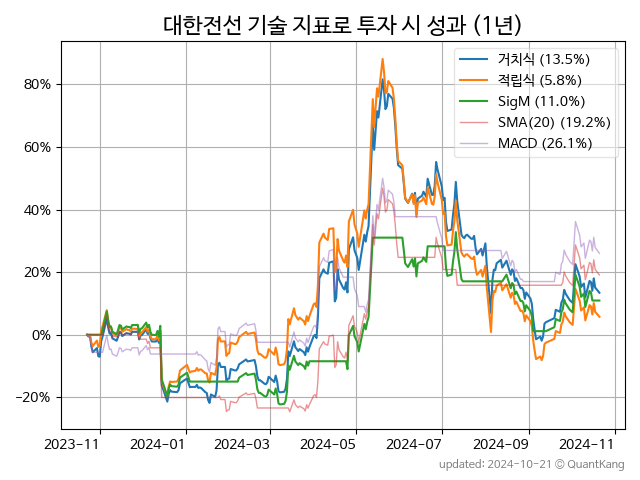 대한전선 기술 지표로 투자 시 성과 (1년)
거치식 (13.5%)
적립식 (5.8%)
SigM (11.0%)
SMA(20) (19.2%)
MACD (26.1%)
80%
60%
40%
20%
0%
−20%
2023-11 2024-01 2024-03 2024-05 2024-07 2024-09 2024-11
updated: 2024-10-21 © QuantKang